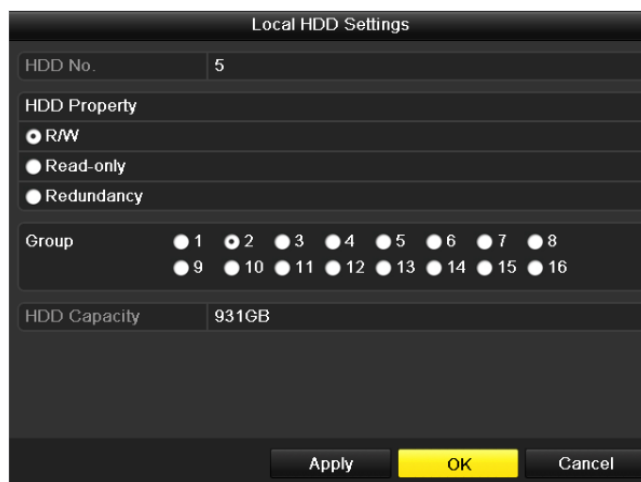 Local HDD Settings
HDD No. 5
HDD Property
R/W
Read-only
Redundancy
Group 1 2 3 4 5 6 7 8
9 10 11 12 13 14 15 16
HDD Capacity 931GB
Apply OK Cancel